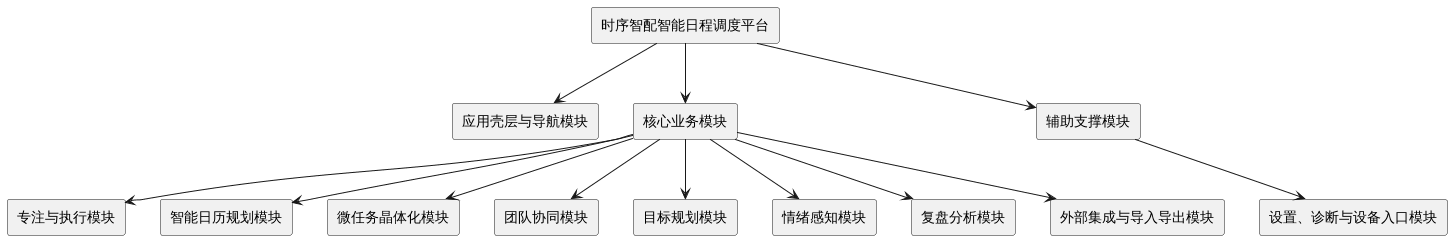 时序智配智能日程调度平台
应用壳层与导航模块
核心业务模块
辅助支撑模块
专注与执行模块
智能日历规划模块
微任务晶体化模块
团队协同模块
目标规划模块
情绪感知模块
复盘分析模块
外部集成与导入导出模块
设置、诊断与设备入口模块